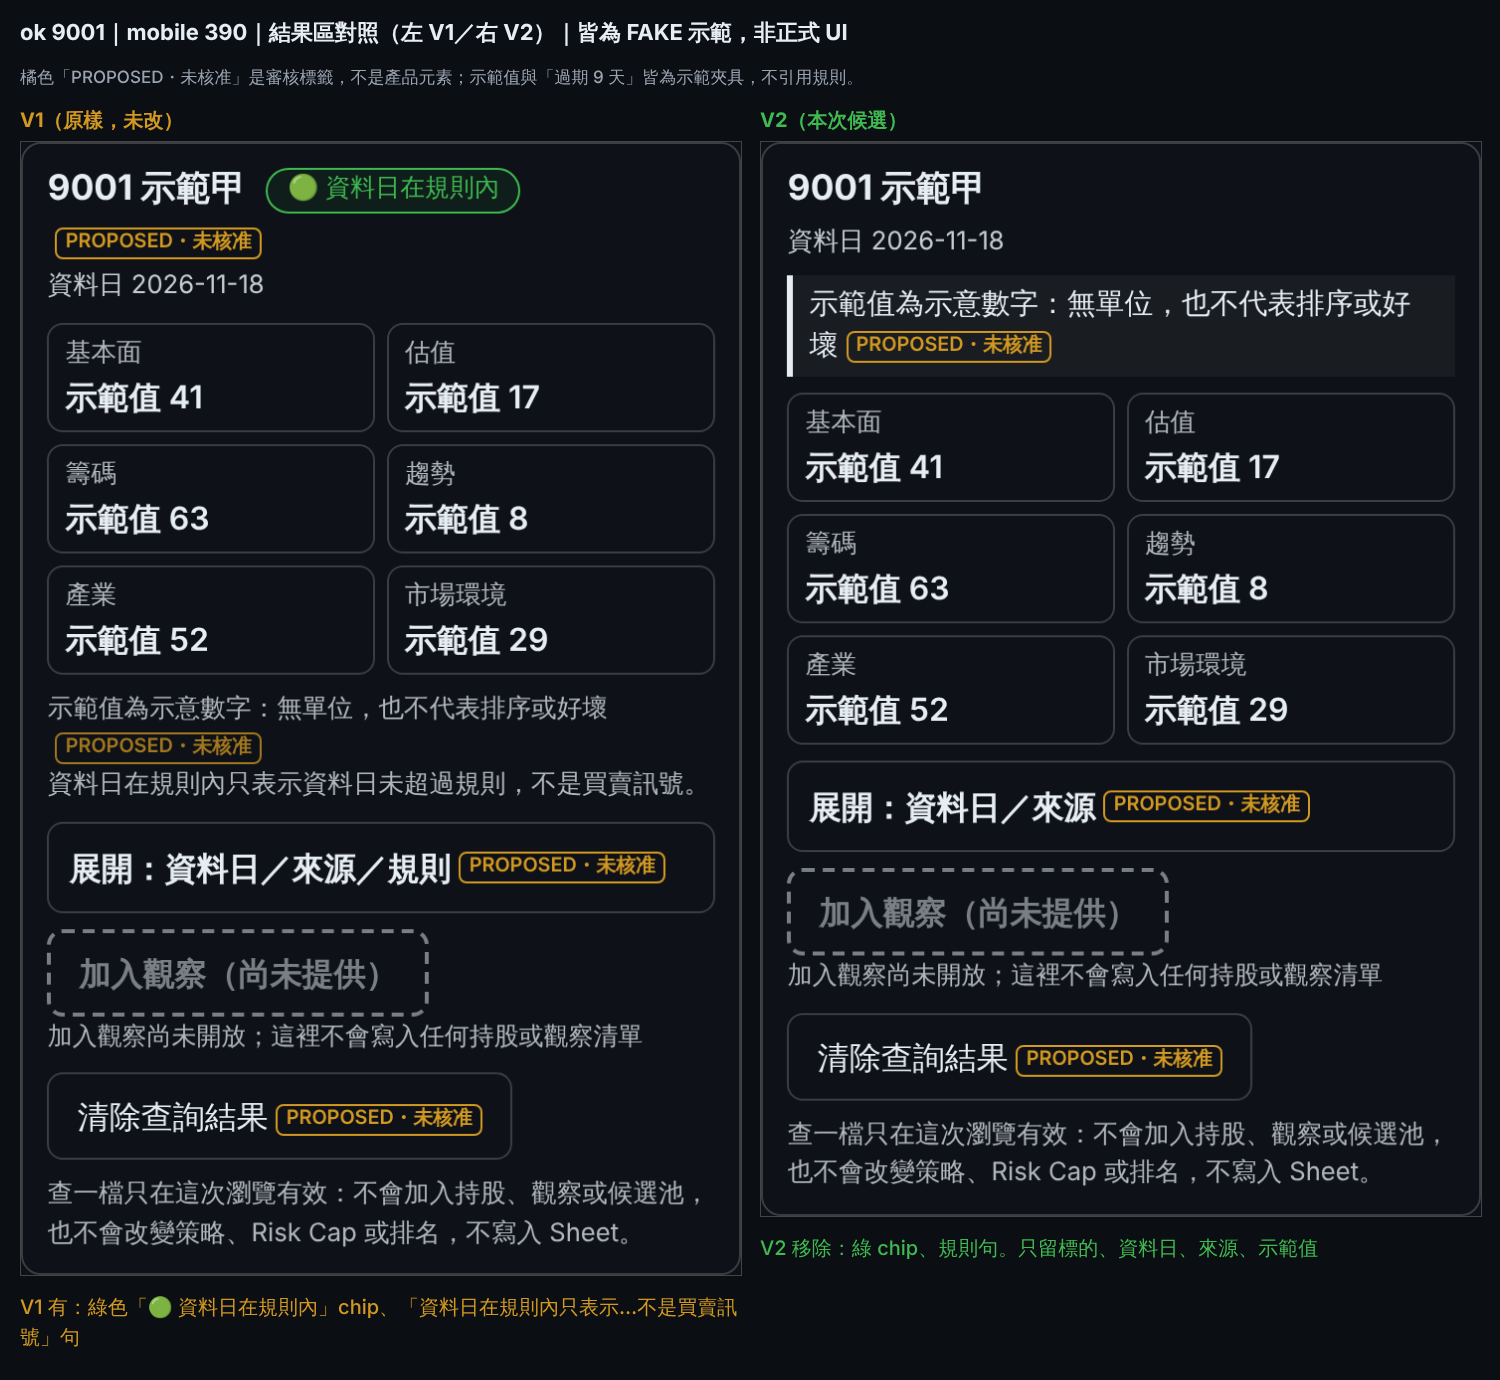 ok 9001｜mobile 390｜結果區對照（左 V1／右 V2）｜皆為 FAKE 示範，非正式 UI
橘色「PROPOSED・未核准」是審核標籤，不是產品元素；示範值與「過期 9 天」皆為示範夾具，不引用規則。
V1（原樣，未改）
9001 示範甲
🟢 資料日在規則內
PROPOSED・未核准
資料日 2026-11-18
基本面
示範值 41
估值
示範值 17
籌碼
示範值 63
趨勢
示範值 8
產業
示範值 52
市場環境
示範值 29
示範值為示意數字：無單位，也不代表排序或好壞
PROPOSED・未核准
資料日在規則內只表示資料日未超過規則，不是買賣訊號。
展開：資料日／來源／規則 PROPOSED・未核准
加入觀察（尚未提供）
加入觀察尚未開放；這裡不會寫入任何持股或觀察清單
清除查詢結果 PROPOSED・未核准
查一檔只在這次瀏覽有效：不會加入持股、觀察或候選池，
也不會改變策略、Risk Cap 或排名，不寫入 Sheet。
V1 有：綠色「🟢 資料日在規則內」chip、「資料日在規則內只表示…不是買賣訊
號」句
V2（本次候選）
9001 示範甲
資料日 2026-11-18
示範值為示意數字：無單位，也不代表排序或好
壞 PROPOSED・未核准
基本面
示範值 41
估值
示範值 17
籌碼
示範值 63
趨勢
示範值 8
產業
示範值 52
市場環境
示範值 29
展開：資料日／來源 PROPOSED・未核准
加入觀察（尚未提供）
加入觀察尚未開放；這裡不會寫入任何持股或觀察清單
清除查詢結果 PROPOSED・未核准
查一檔只在這次瀏覽有效：不會加入持股、觀察或候選池，
也不會改變策略、Risk Cap 或排名，不寫入 Sheet。
V2 移除：綠 chip、規則句。只留標的、資料日、來源、示範值